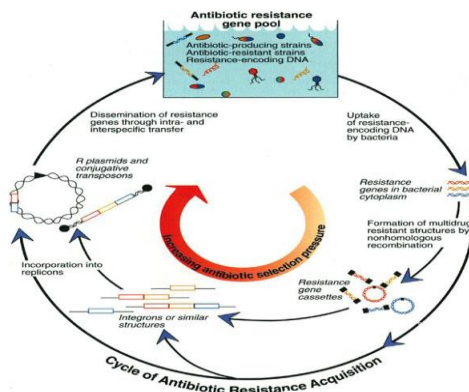 Antibiotic resistance
gene pool
Antibiotic-producing strains
Antibiotic-resistant strains
Resistance-encoding DNA
Dissemination of resistance
genes through intra- and
interspecific transfer
Uptake
of resistance-
encoding DNA
by bacteria
R plasmids and
conjugative
transposons
Resistance
genes in bacterial
cytoplasm
Formation of multidrug
resistant structures by
nonhomologous
recombination
Increasing antibiotic selection pressure
Incorporation into
replicons
Resistance
gene
cassettes
Integrons or similar
structures
Cycle of Antibiotic Resistance Acquisition